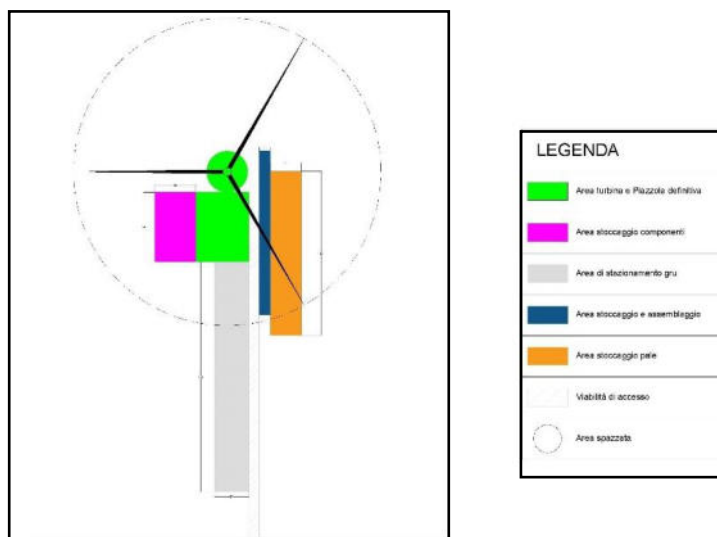 LEGENDA
Area turbina e Piazzola definitiva
Area stoccaggio componenti
Area di stazionamento gru
Area stoccaggio e assemblaggio
Area stoccaggio pale
Viabilità di accesso
Area spazzata